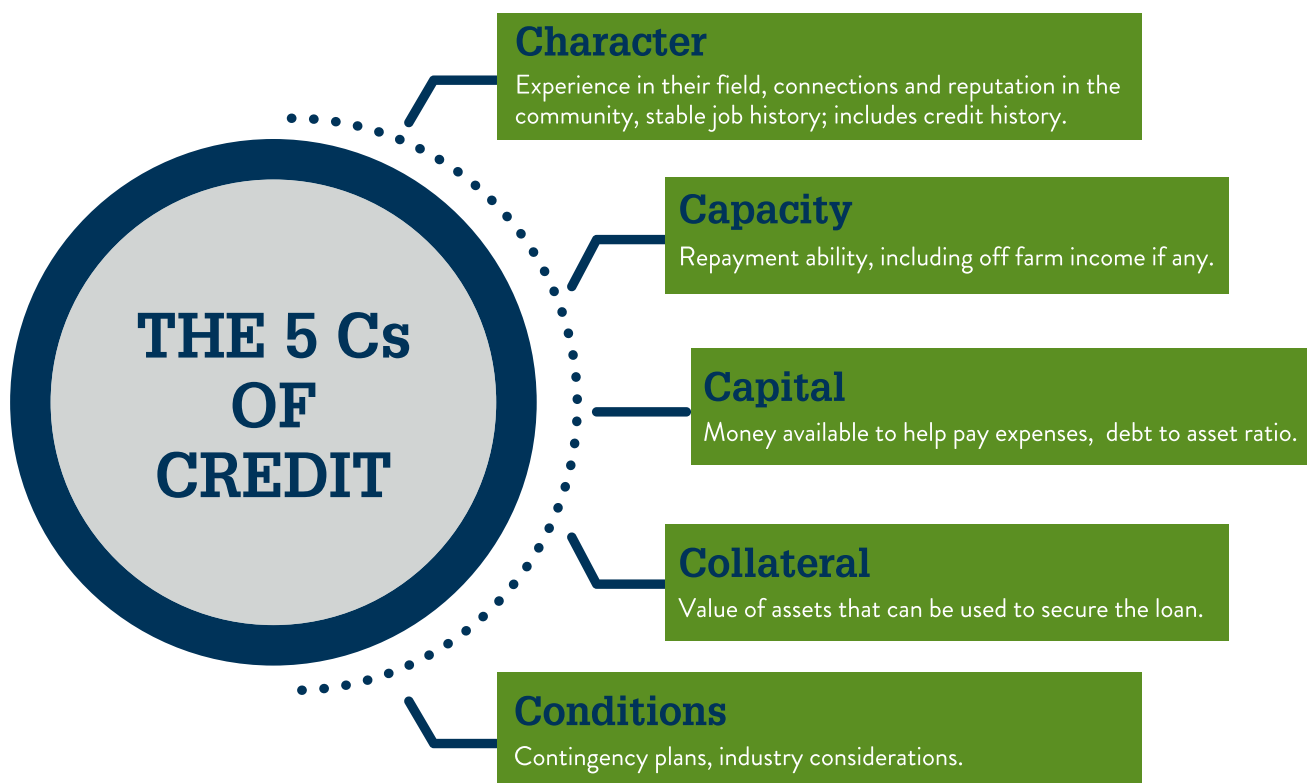 THE 5 Cs
OF
CREDIT
Character
Experience in their field, connections and reputation in the
community, stable job history; includes credit history.
Capacity
Repayment ability, including off farm income if any.
Capital
Money available to help pay expenses,  debt to asset ratio.
Collateral
Value of assets that can be used to secure the loan.
Conditions
Contingency plans, industry considerations.